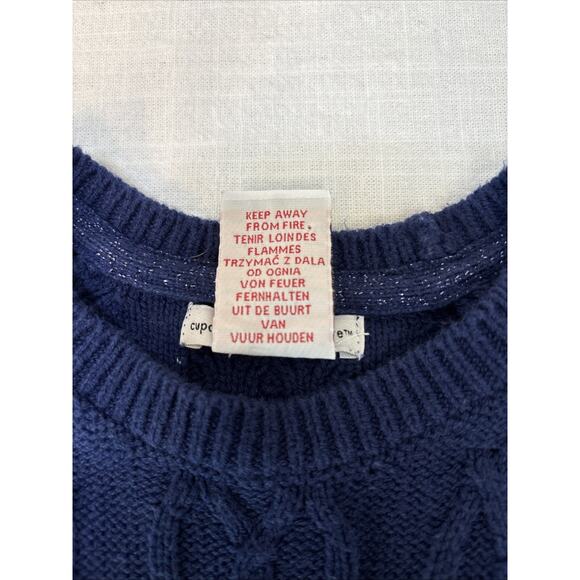 KEEP AWAY
FROM FIRE.
TENIR LOINDES
FLAMMES
TRZYMAĆ Z DALA
OD OGNIA
VON FEUER
FERNHALTEN
UIT DE BUURT
VAN
VUUR HOUDEN